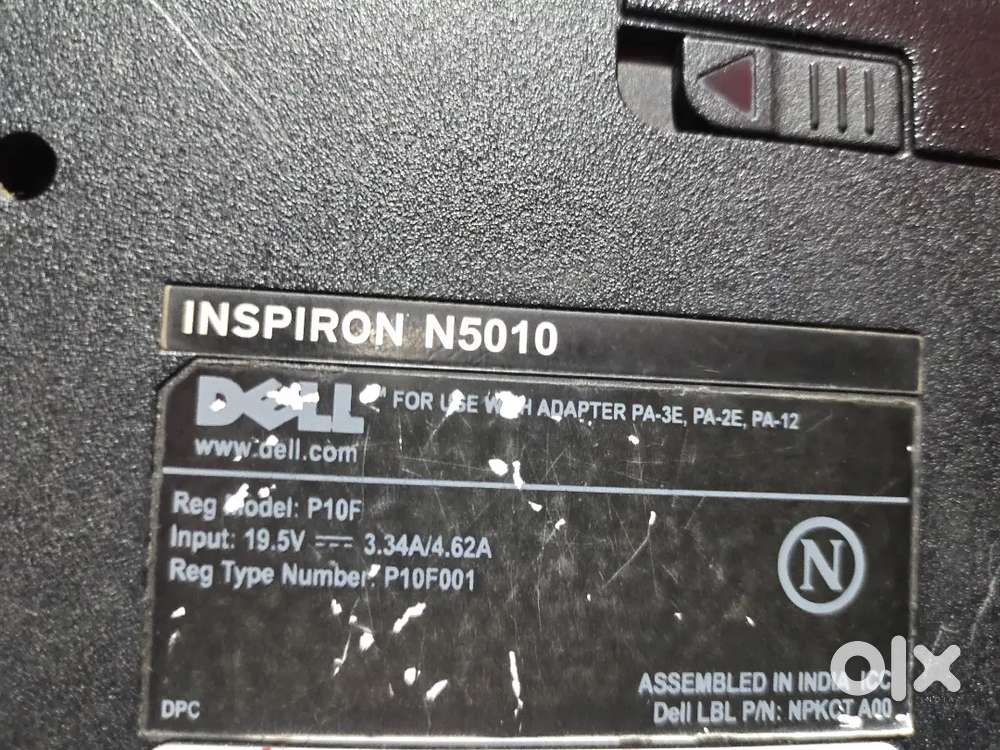 INSPIRON N5010
DELL™ FOR USE WITH ADAPTER PA-3E, PA-2E, PA-12
www.dell.com
Reg Model: P10F
Input: 19.5V ⎓ 3.34A/4.62A
Reg Type Number: P10F001
N
ASSEMBLED IN INDIA, ICC
DPC
Dell LBL P/N: NPKCT A00
olx